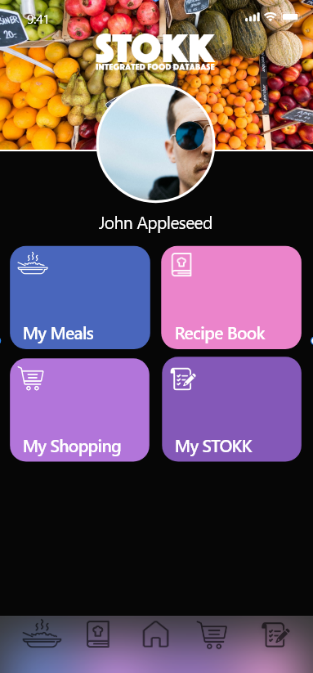 9:41
STOKK
INTEGRATED FOOD DATABASE
John Appleseed
My Meals
Recipe Book
My Shopping
My STOKK